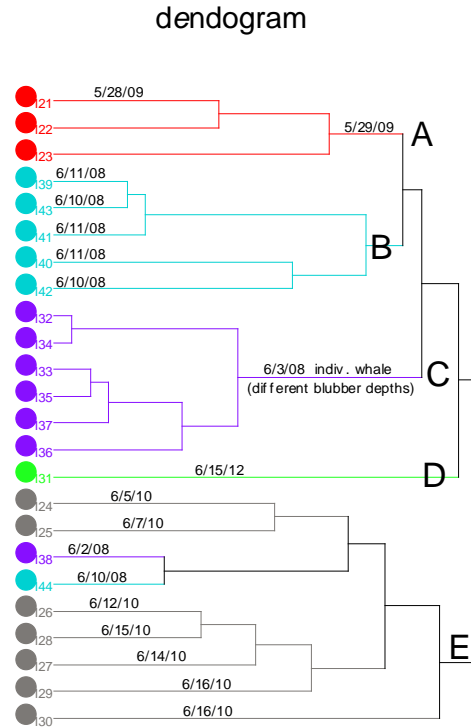 dendogram
I21 5/28/09
I22 5/29/09 A
I23
I39 6/11/08
I43 6/10/08
I41 6/11/08
B
I40 6/11/08
I42 6/10/08
I32
I34
I33 6/3/08 indiv. whale C
(different blubber depths)
I35
I37
I36
I31 6/15/12 D
I24 6/5/10
I25 6/7/10
I38 6/2/08
I44 6/10/08
I26 6/12/10
I28 6/15/10
E
I27 6/14/10
I29 6/16/10
I30 6/16/10